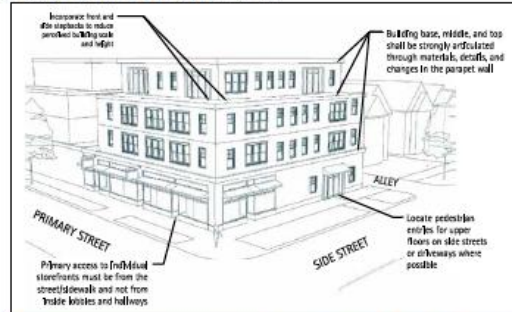 Incorporate front and
side stepbacks to reduce
perceived building scale
and height
Building base, middle, and top
shall be strongly articulated
through materials, details, and
changes in the parapet wall
ALLEY
PRIMARY STREET
SIDE STREET
Locate pedestrian
entries for upper
floors on side streets
or driveways where
possible
Primary access to individual
storefronts must be from the
street/sidewalk and not from
inside lobbies and hallways